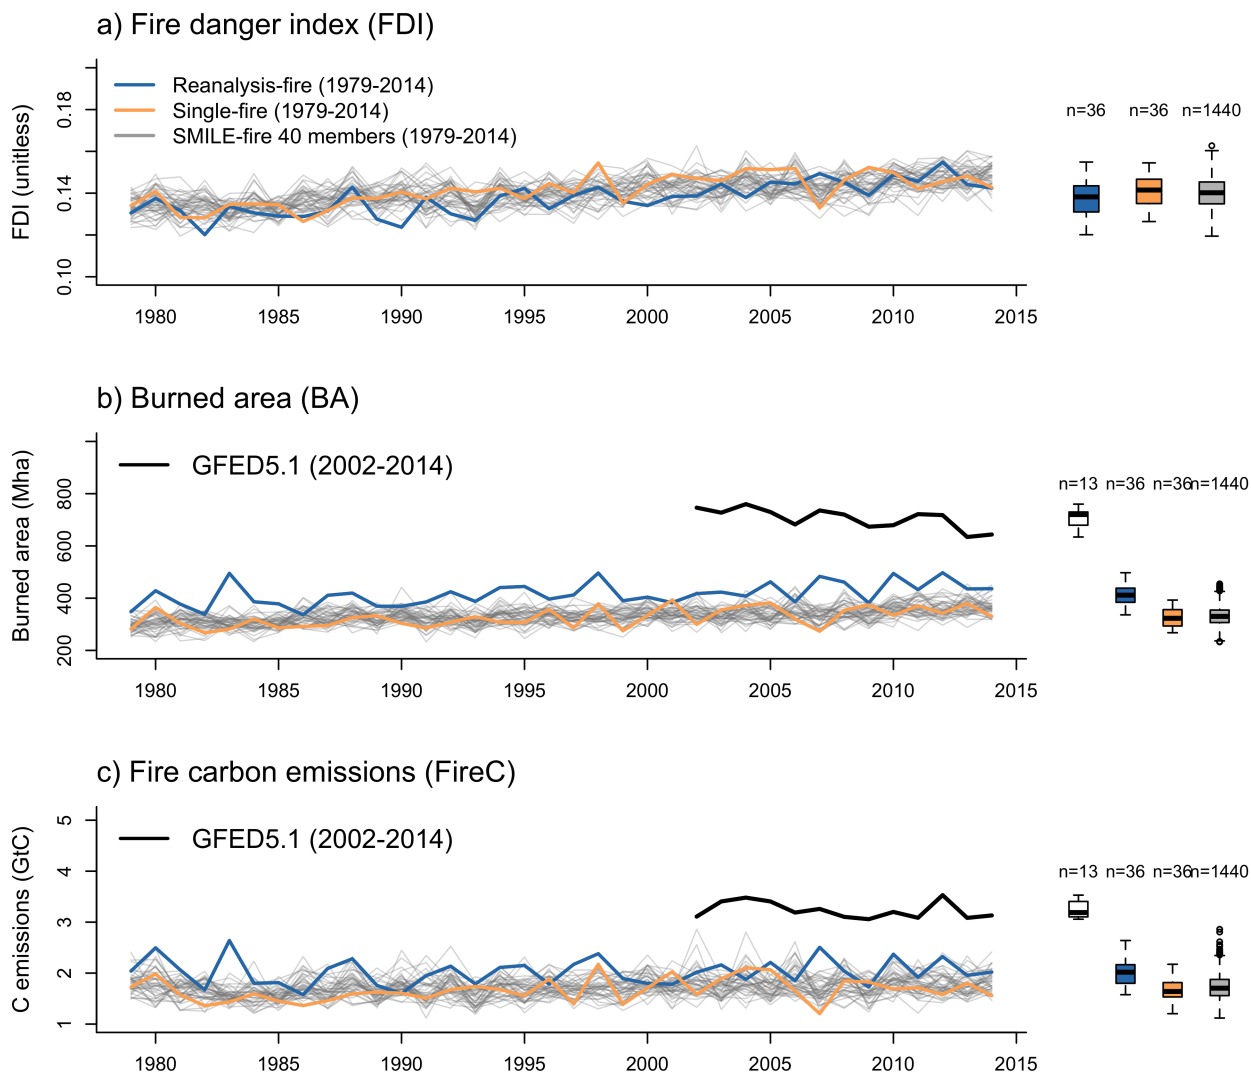 a) Fire danger index (FDI)
FDI (unitless)
0.18
0.14
0.10
Reanalysis-fire (1979-2014)
Single-fire (1979-2014)
SMILE-fire 40 members (1979-2014)
n=36 n=36 n=1440
1980 1985 1990 1995 2000 2005 2010 2015
b) Burned area (BA)
Burned area (Mha)
800
600
400
200
GFED5.1 (2002-2014)
n=13 n=36 n=36 n=1440
1980 1985 1990 1995 2000 2005 2010 2015
c) Fire carbon emissions (FireC)
C emissions (GtC)
5
4
3
2
1
GFED5.1 (2002-2014)
n=13 n=36 n=36 n=1440
1980 1985 1990 1995 2000 2005 2010 2015